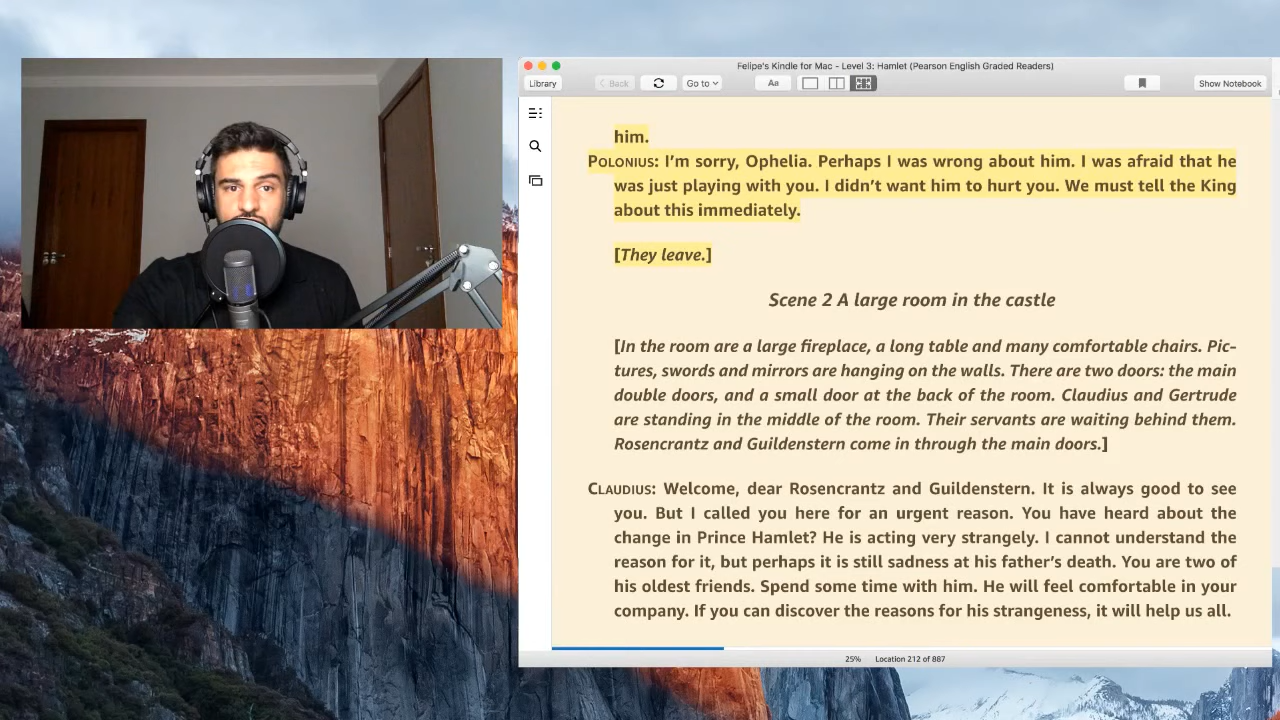 Felipe's Kindle for Mac - Level 3: Hamlet (Pearson English Graded Readers)
Library
Back
Go to
Aa
Show Notebook
him.
POLONIUS: I'm sorry, Ophelia. Perhaps I was wrong about him. I was afraid that he
was just playing with you. I didn't want him to hurt you. We must tell the King
about this immediately.
[They leave.]
Scene 2 A large room in the castle
[In the room are a large fireplace, a long table and many comfortable chairs. Pic-
tures, swords and mirrors are hanging on the walls. There are two doors: the main
double doors, and a small door at the back of the room. Claudius and Gertrude
are standing in the middle of the room. Their servants are waiting behind them.
Rosencrantz and Guildenstern come in through the main doors.]
CLAUDIUS: Welcome, dear Rosencrantz and Guildenstern. It is always good to see
you. But I called you here for an urgent reason. You have heard about the
change in Prince Hamlet? He is acting very strangely. I cannot understand the
reason for it, but perhaps it is still sadness at his father's death. You are two of
his oldest friends. Spend some time with him. He will feel comfortable in your
company. If you can discover the reasons for his strangeness, it will help us all.
25% Location 212 of 887